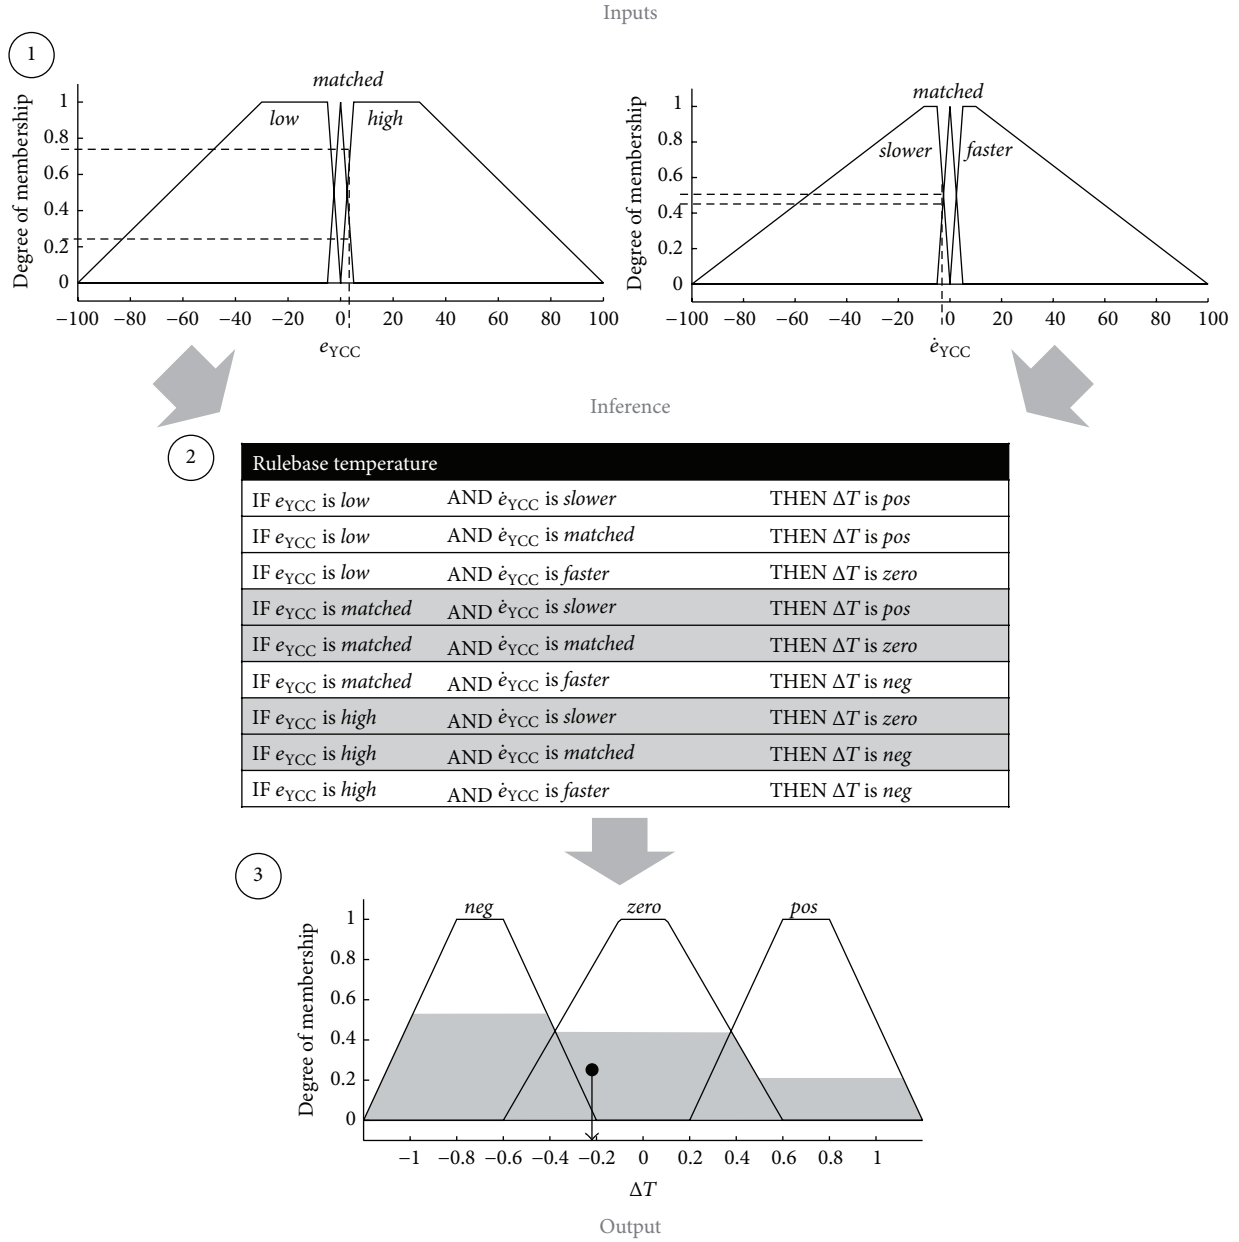 Inputs
1
matched
low
high
Degree of membership
1
0.8
0.6
0.4
0.2
0
−100 −80 −60 −40 −20 0 20 40 60 80 100
eYCC
matched
slower
faster
Degree of membership
1
0.8
0.6
0.4
0.2
0
−100 −80 −60 −40 −20 0 20 40 60 80 100
ėYCC
Inference
2
Rulebase temperature
IF eYCC is low AND ėYCC is slower THEN ΔT is pos
IF eYCC is low AND ėYCC is matched THEN ΔT is pos
IF eYCC is low AND ėYCC is faster THEN ΔT is zero
IF eYCC is matched AND ėYCC is slower THEN ΔT is pos
IF eYCC is matched AND ėYCC is matched THEN ΔT is zero
IF eYCC is matched AND ėYCC is faster THEN ΔT is neg
IF eYCC is high AND ėYCC is slower THEN ΔT is zero
IF eYCC is high AND ėYCC is matched THEN ΔT is neg
IF eYCC is high AND ėYCC is faster THEN ΔT is neg
3
neg zero pos
Degree of membership
1
0.8
0.6
0.4
0.2
0
−1 −0.8 −0.6 −0.4 −0.2 0 0.2 0.4 0.6 0.8 1
ΔT
Output